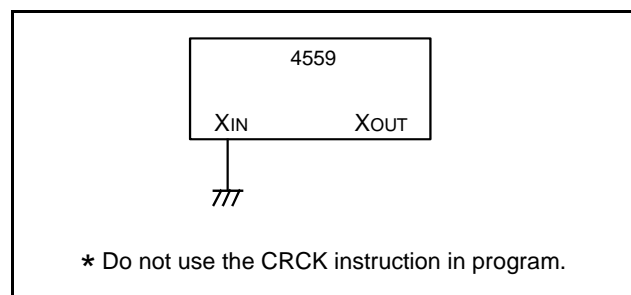 4559
XIN XOUT
* Do not use the CRCK instruction in program.